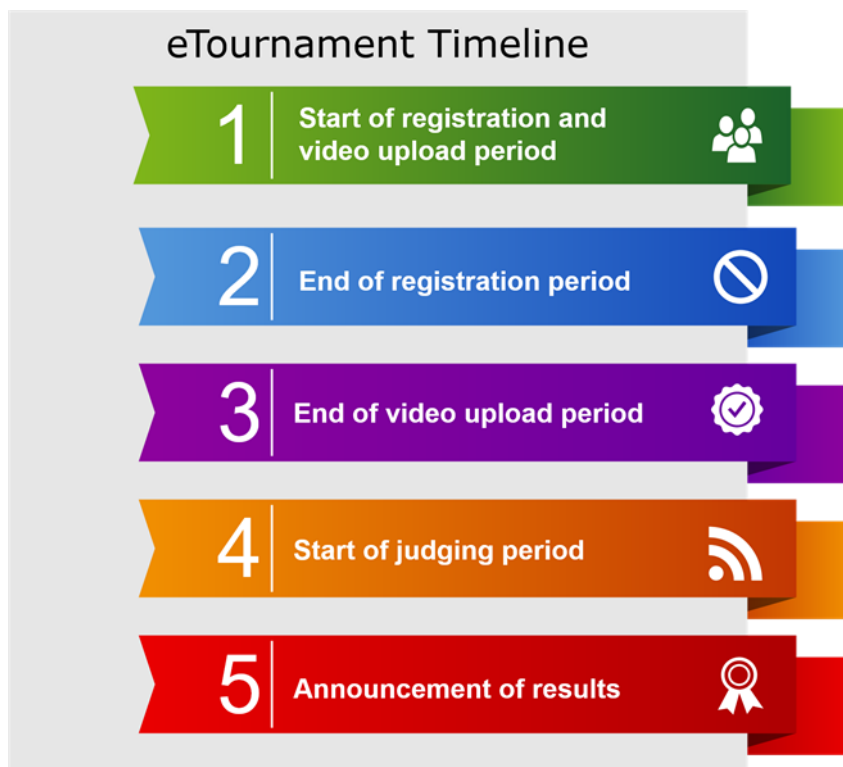 eTournament Timeline
1
Start of registration and
video upload period
2
End of registration period
3
End of video upload period
4
Start of judging period
5
Announcement of results